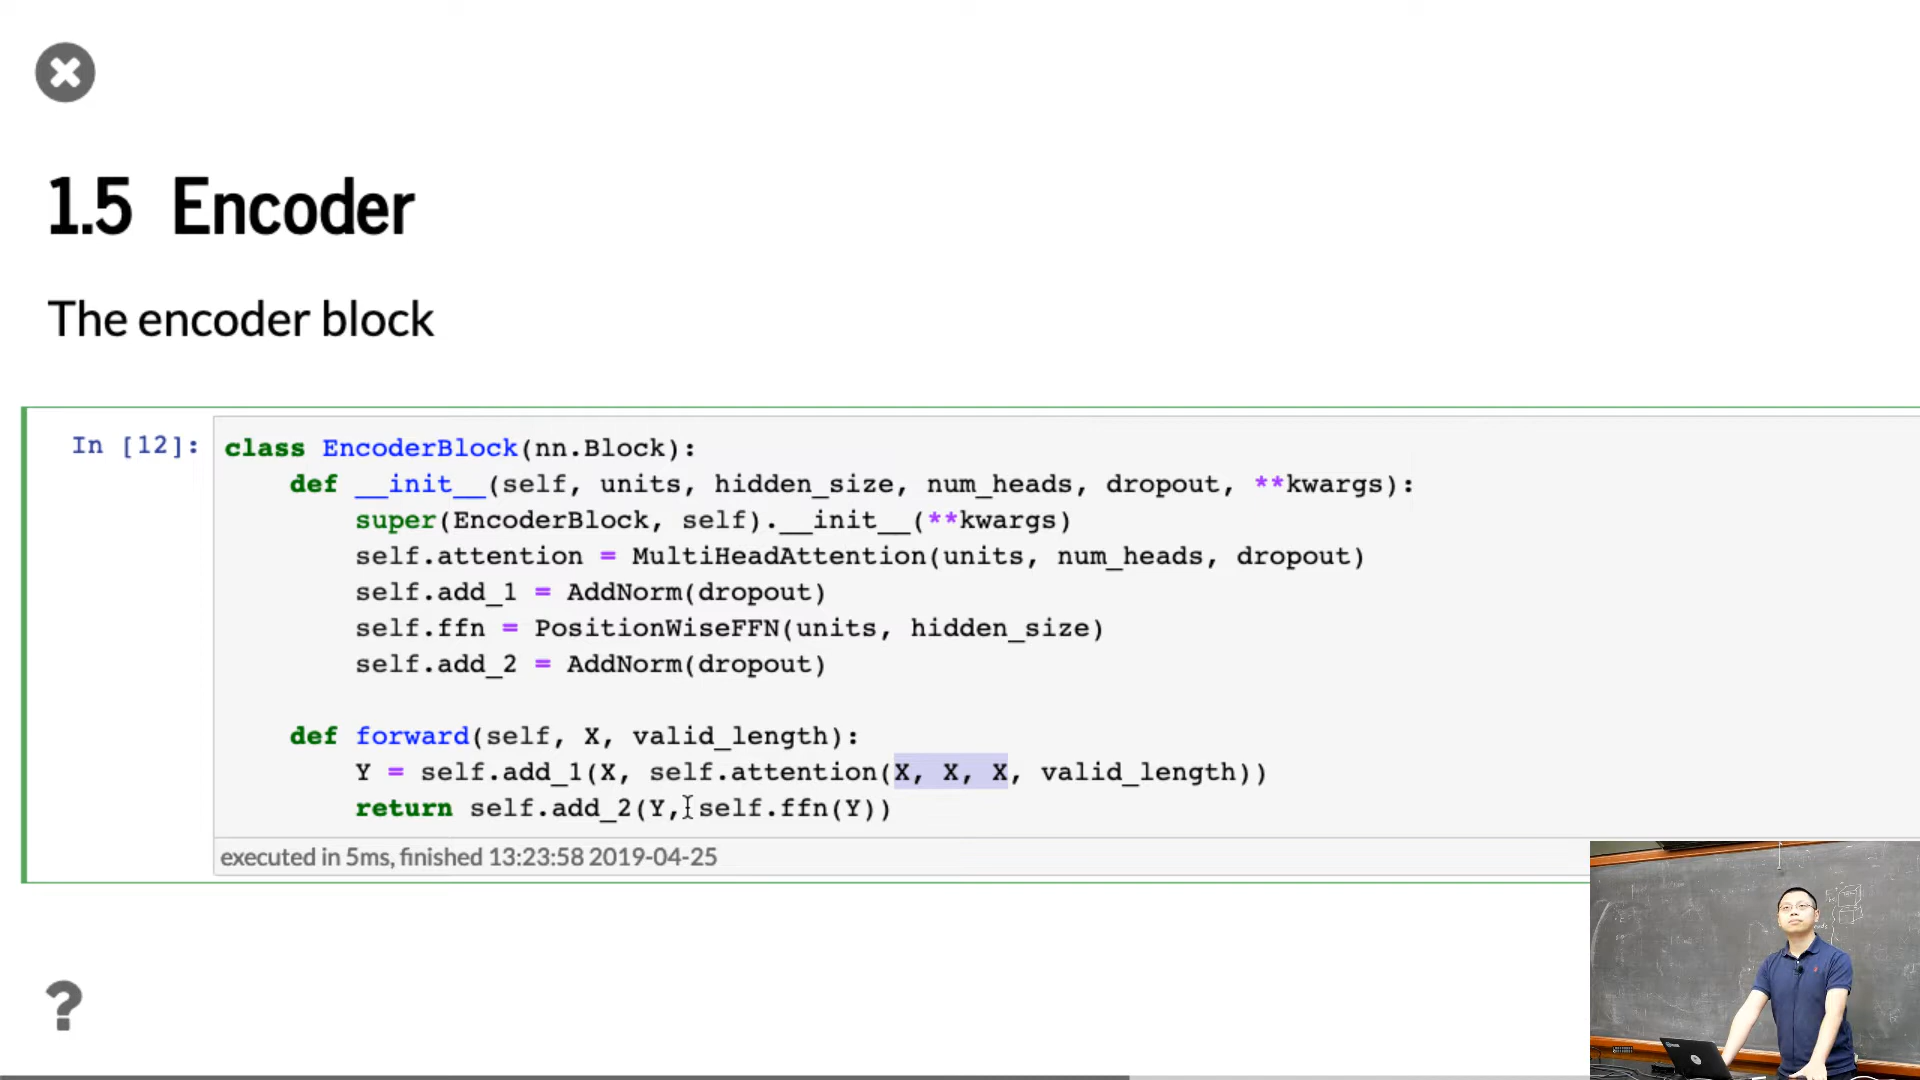 1.5 Encoder
The encoder block
In [12]:
class EncoderBlock(nn.Block):
    def __init__(self, units, hidden_size, num_heads, dropout, **kwargs):
        super(EncoderBlock, self).__init__(**kwargs)
        self.attention = MultiHeadAttention(units, num_heads, dropout)
        self.add_1 = AddNorm(dropout)
        self.ffn = PositionWiseFFN(units, hidden_size)
        self.add_2 = AddNorm(dropout)
    def forward(self, X, valid_length):
        Y = self.add_1(X, self.attention(X, X, X, valid_length))
        return self.add_2(Y, self.ffn(Y))
executed in 5ms, finished 13:23:58 2019-04-25
?